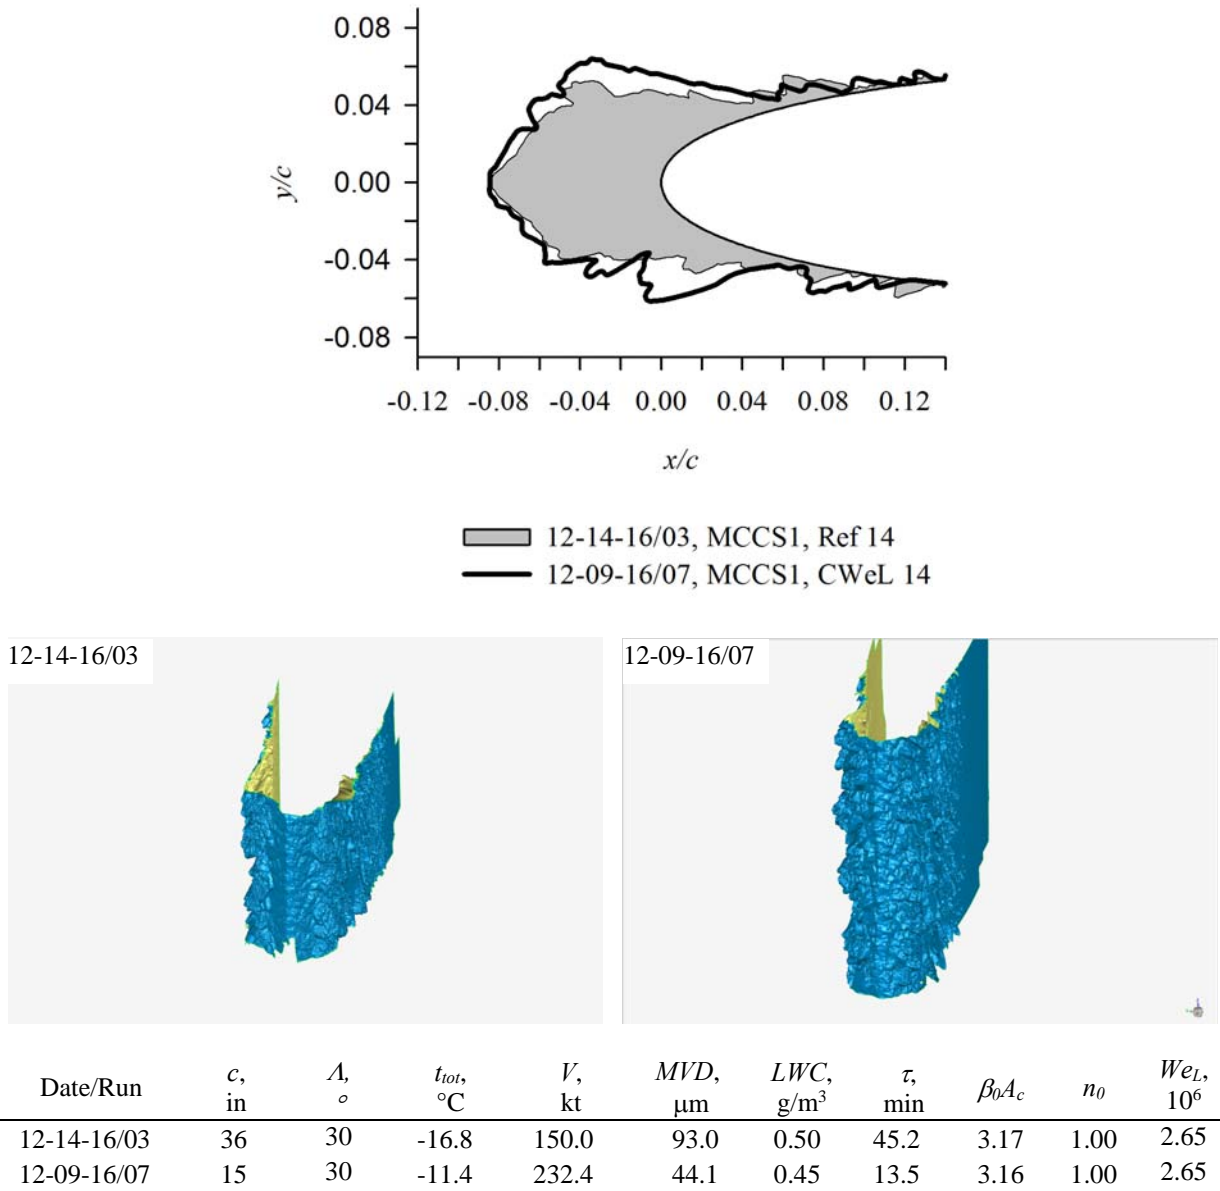 0.08
0.04
0.00
-0.04
-0.08
y/c
-0.12 -0.08 -0.04 0.00 0.04 0.08 0.12
x/c
12-14-16/03, MCCS1, Ref 14
12-09-16/07, MCCS1, CWeL 14
12-14-16/03
12-09-16/07
Date/Run c, in Λ, ° t_tot, °C V, kt MVD, μm LWC, g/m³ τ, min β₀A_c n₀ We_L, 10⁶
12-14-16/03 36 30 -16.8 150.0 93.0 0.50 45.2 3.17 1.00 2.65
12-09-16/07 15 30 -11.4 232.4 44.1 0.45 13.5 3.16 1.00 2.65